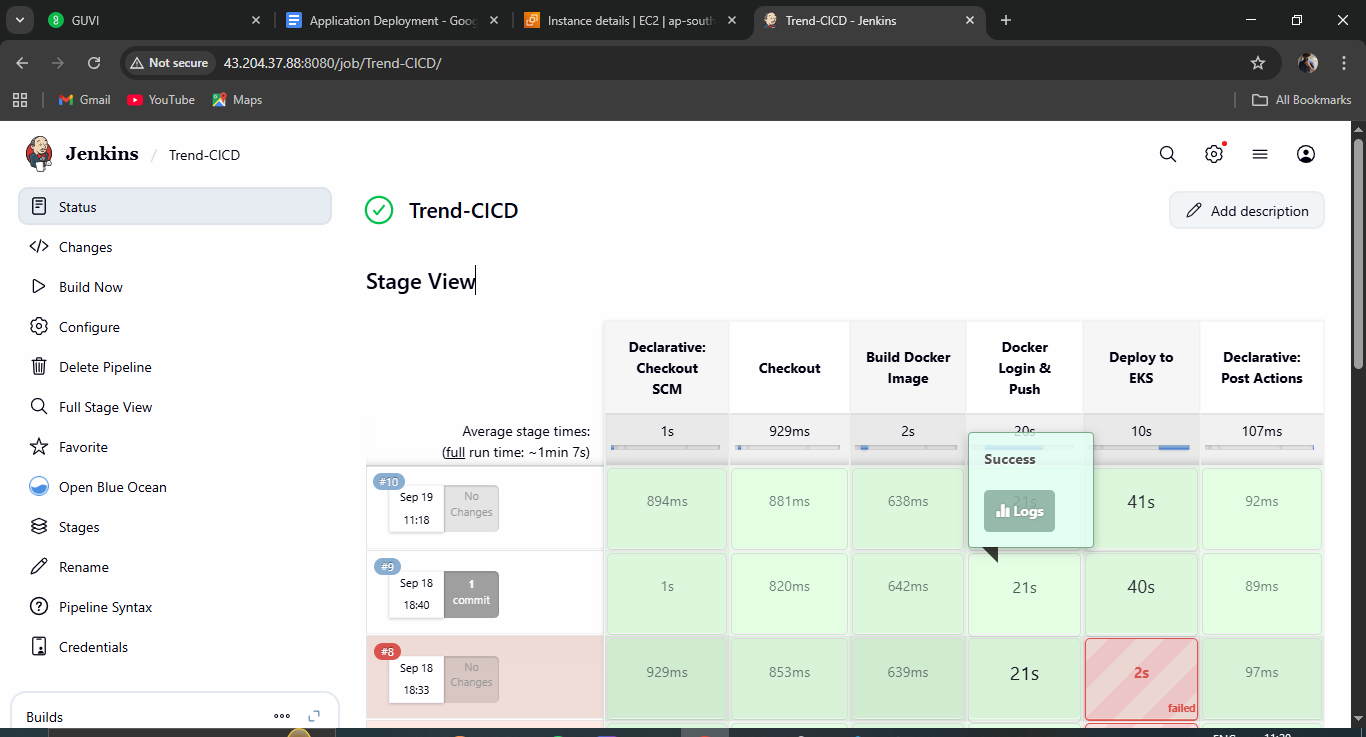 GUVI
Application Deployment - Goog
Instance details | EC2 | ap-south
Trend-CICD - Jenkins
Not secure
43.204.37.88:8080/job/Trend-CICD/
Gmail
YouTube
Maps
All Bookmarks
Jenkins / Trend-CICD
Status
Changes
Build Now
Configure
Delete Pipeline
Full Stage View
Favorite
Open Blue Ocean
Stages
Rename
Pipeline Syntax
Credentials
Builds
Trend-CICD
Add description
Stage View
Declarative:
Checkout
SCM
Checkout
Build Docker
Image
Docker
Login &
Push
Deploy to
EKS
Declarative:
Post Actions
Average stage times:
(full run time: ~1min 7s)
1s
929ms
2s
20s
10s
107ms
Success
Logs
#10
Sep 19
11:18
No
Changes
894ms
881ms
638ms
21s
41s
92ms
#9
Sep 18
18:40
1
commit
1s
820ms
642ms
21s
40s
89ms
#8
Sep 18
18:33
No
Changes
929ms
853ms
639ms
21s
2s
failed
97ms